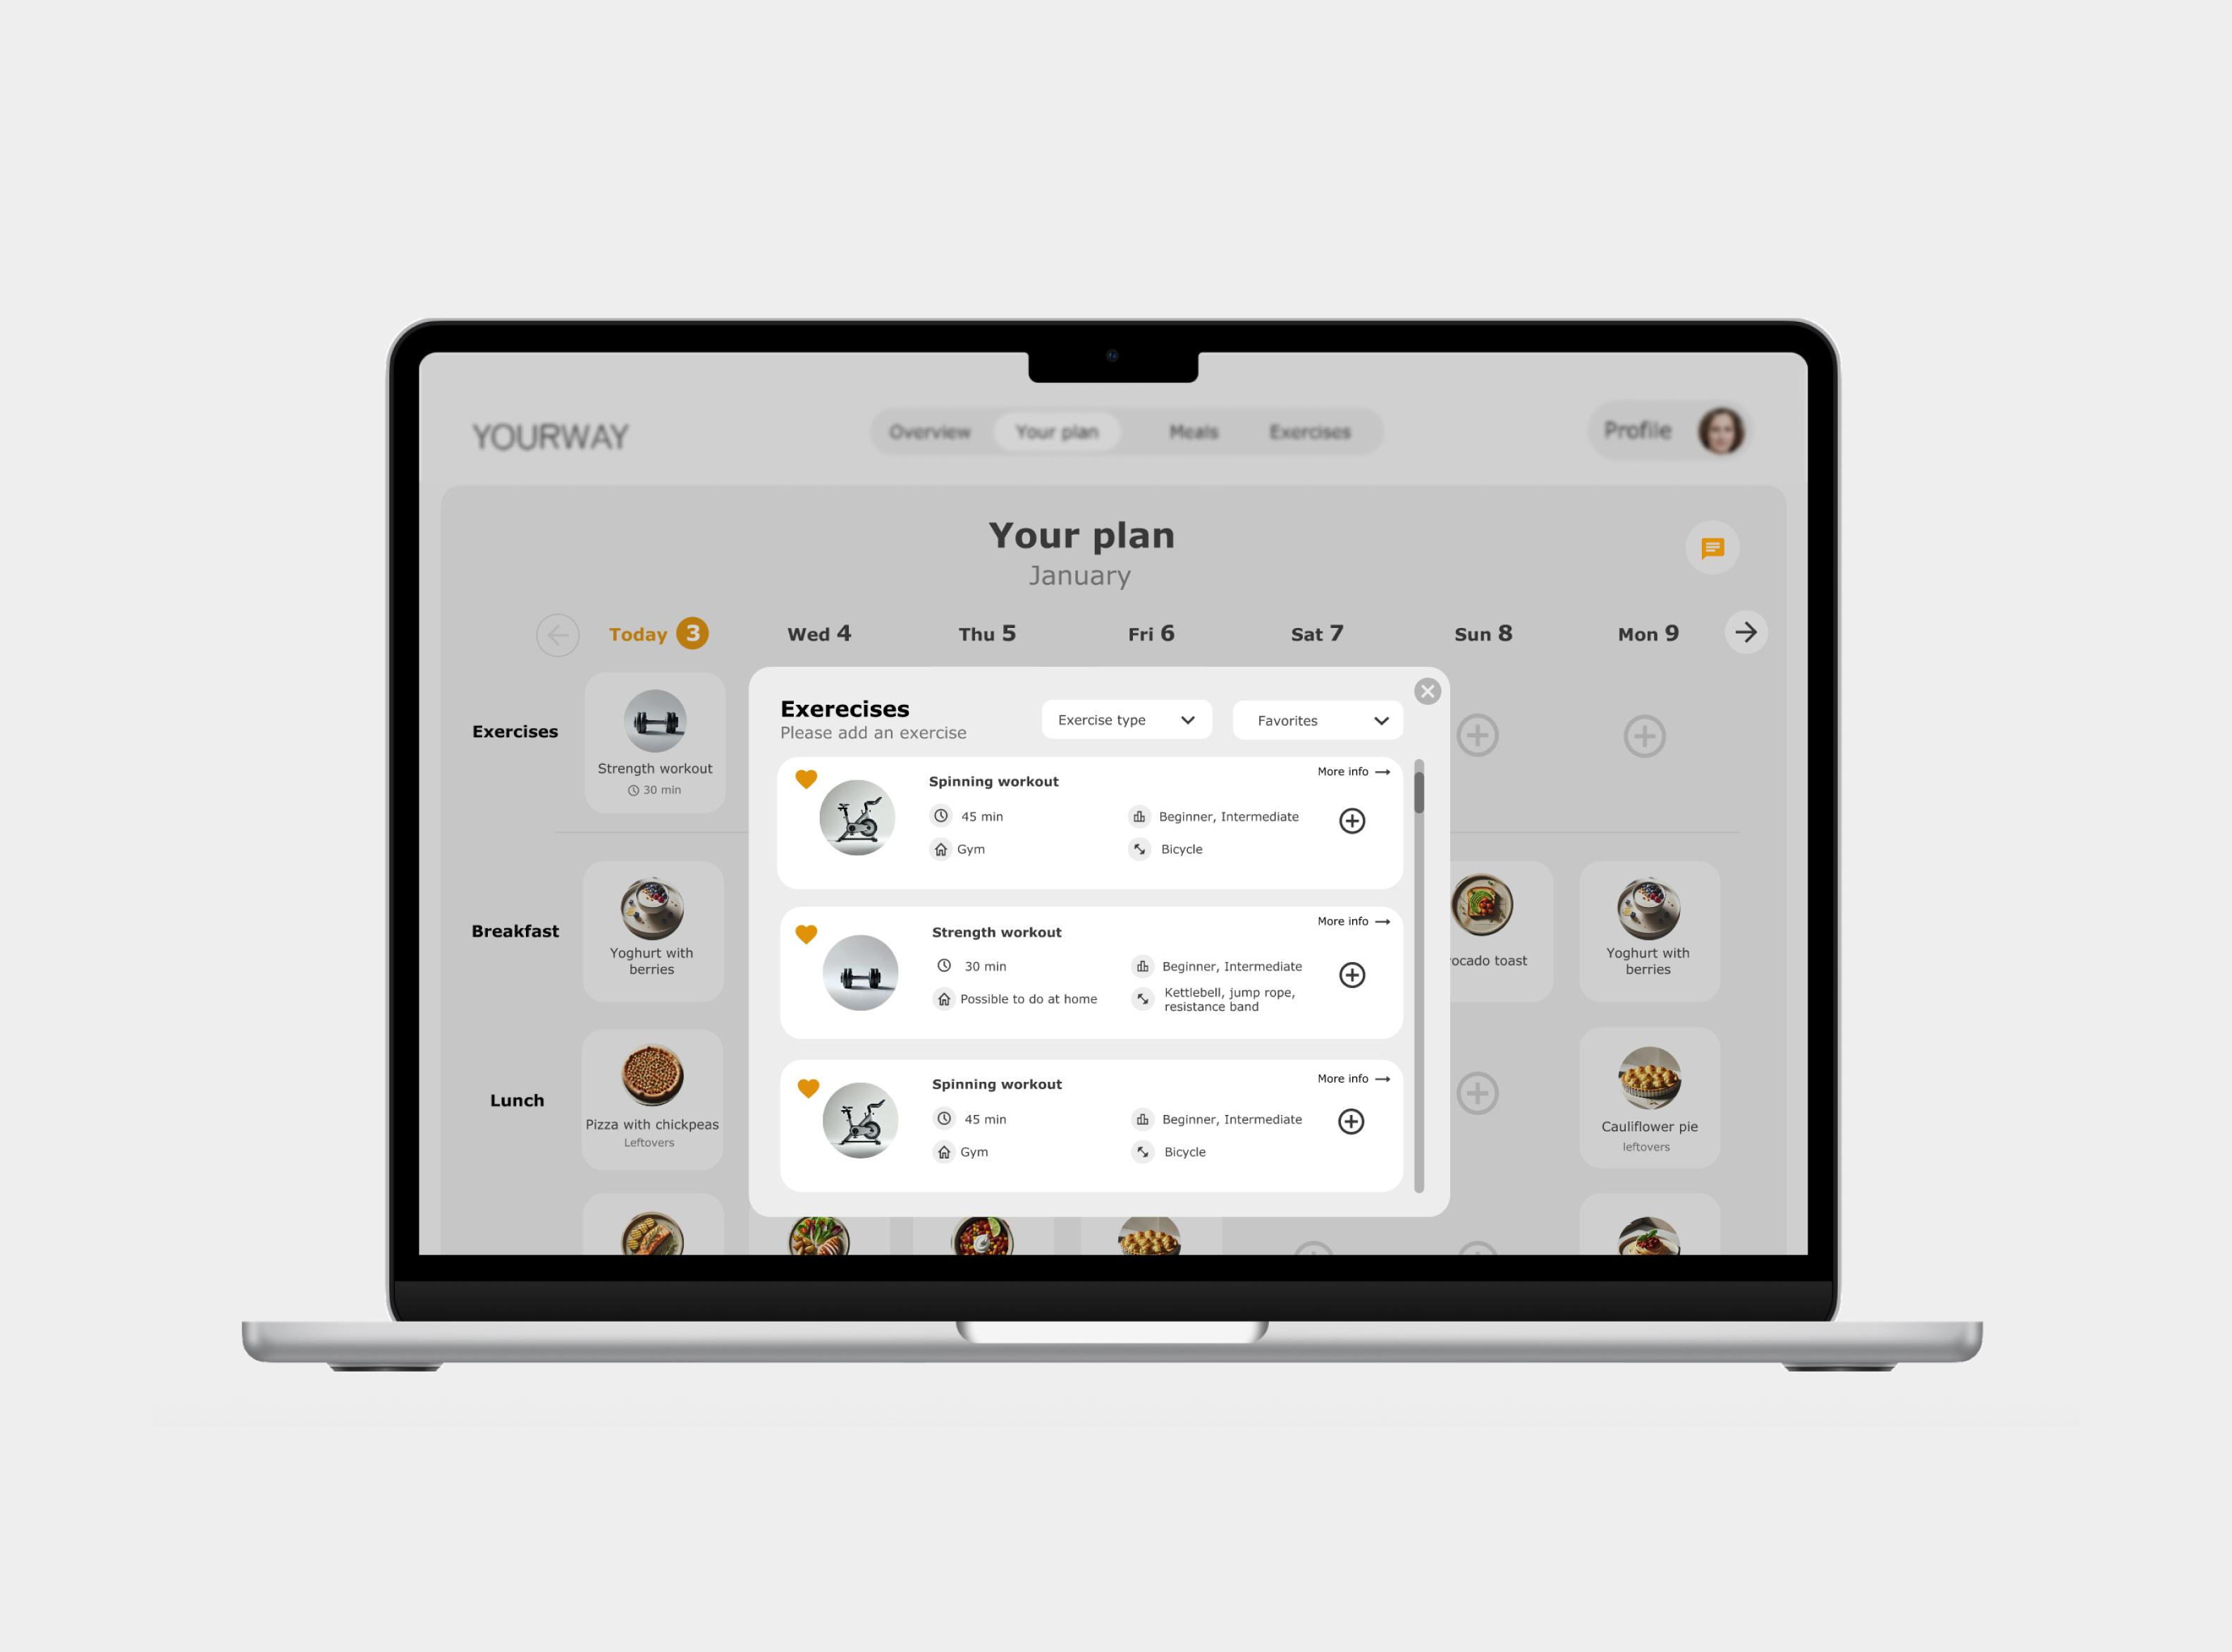 YOURWAY
Overview
Your plan
Meals
Exercises
Profile
Your plan
January
Today 3
Wed 4
Thu 5
Fri 6
Sat 7
Sun 8
Mon 9
Exercises
Strength workout
30 min
Breakfast
Yoghurt with
berries
Lunch
Pizza with chickpeas
Leftovers
Exerecises
Please add an exercise
Exercise type
Favorites
Spinning workout
More info
45 min
Beginner, Intermediate
Gym
Bicycle
Strength workout
More info
30 min
Beginner, Intermediate
Possible to do at home
Kettlebell, jump rope,
resistance band
Spinning workout
More info
45 min
Beginner, Intermediate
Gym
Bicycle
ocado toast
Yoghurt with
berries
Cauliflower pie
leftovers